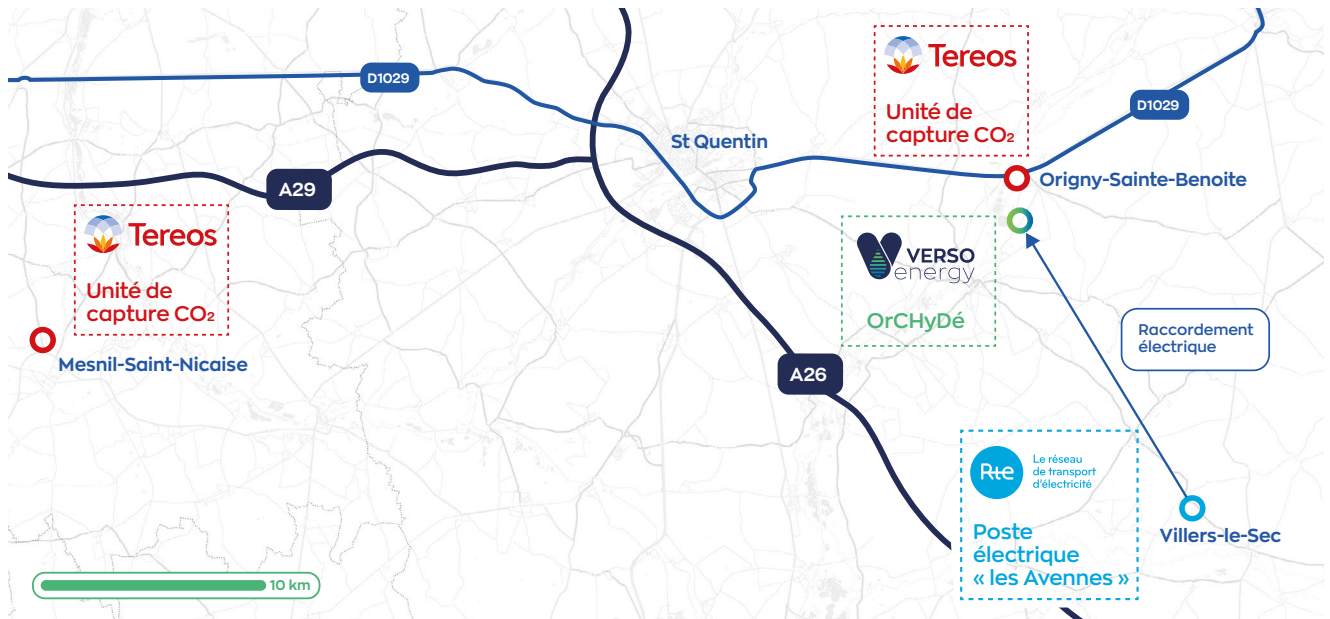 Tereos
Unité de
capture CO₂
D1029
D1029
St Quentin
Origny-Sainte-Benoite
A29
Tereos
Unité de
capture CO₂
Mesnil-Saint-Nicaise
VERSO
energy
OrCHyDé
Raccordement
électrique
A26
Rte
Le réseau
de transport
d'électricité
Poste
électrique
« les Avennes »
Villers-le-Sec
10 km